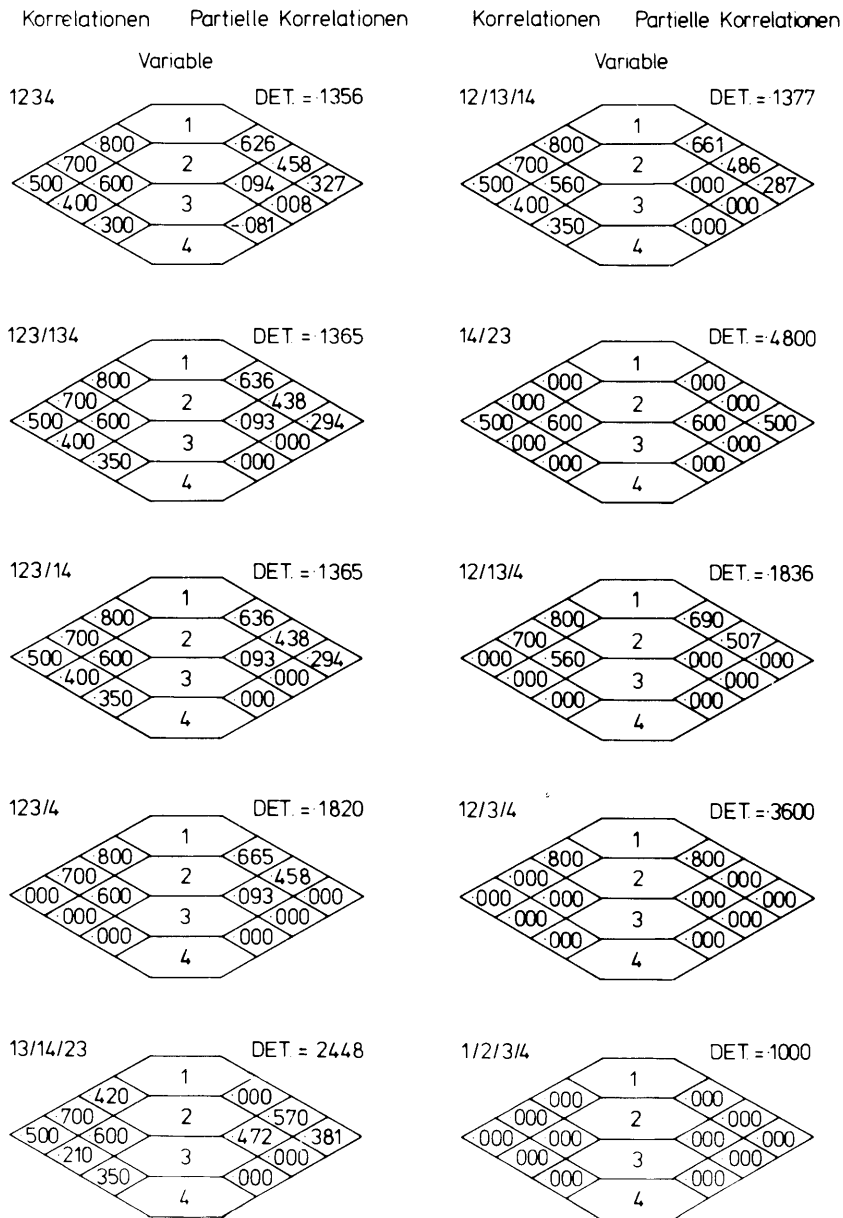 Korrelationen Partielle Korrelationen
Variable
1234 DET. = ·1356
1
·800 ·626
·700 2 ·458
·500 ·600 ·094 ·327
·400 3 ·008
·300 -·081
4
123/134 DET. = ·1365
1
·800 ·636
·700 2 ·438
·500 ·600 ·093 ·294
·400 3 ·000
·350 ·000
4
123/14 DET. = ·1365
1
·800 ·636
·700 2 ·438
·500 ·600 ·093 ·294
·400 3 ·000
·350 ·000
4
123/4 DET. = ·1820
1
·800 ·665
·700 2 ·458
·000 ·600 ·093 ·000
·000 3 ·000
·000 ·000
4
13/14/23 DET. = 2448
1
·420 ·000
·700 2 ·570
·500 ·600 ·472 ·381
·210 3 ·000
·350 ·000
4
Korrelationen Partielle Korrelationen
Variable
12/13/14 DET. = ·1377
1
·800 ·661
·700 2 ·486
·500 ·560 ·000 ·287
·400 3 ·000
·350 ·000
4
14/23 DET. = ·4800
1
·000 ·000
·000 2 ·000
·500 ·600 ·600 ·500
·000 3 ·000
·000 ·000
4
12/13/4 DET. = ·1836
1
·800 ·690
·700 2 ·507
·000 ·560 ·000 ·000
·000 3 ·000
·000 ·000
4
12/3/4 DET. = ·3600
1
·800 ·800
·000 2 ·000
·000 ·000 ·000 ·000
·000 3 ·000
·000 ·000
4
1/2/3/4 DET. = ·1000
1
·000 ·000
·000 2 ·000
·000 ·000 ·000 ·000
·000 3 ·000
·000 ·000
4